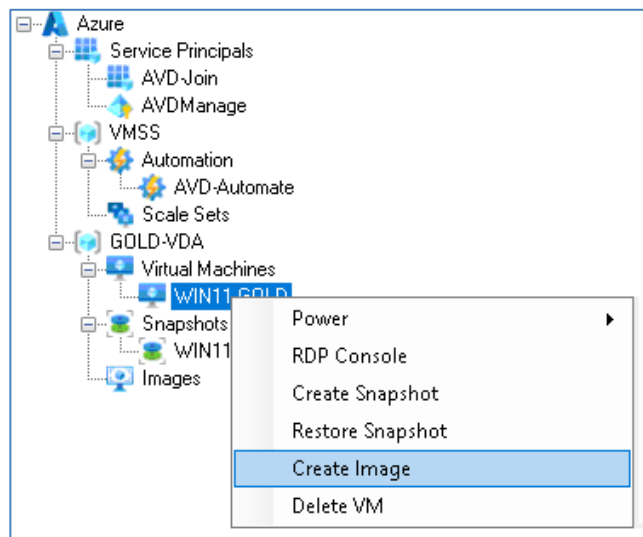 Azure
Service Principals
AVD-Join
AVDManage
VMSS
Automation
AVD-Automate
Scale Sets
GOLD-VDA
Virtual Machines
WIN11-GOLD
Snapshots
WIN11
Images
Power
RDP Console
Create Snapshot
Restore Snapshot
Create Image
Delete VM